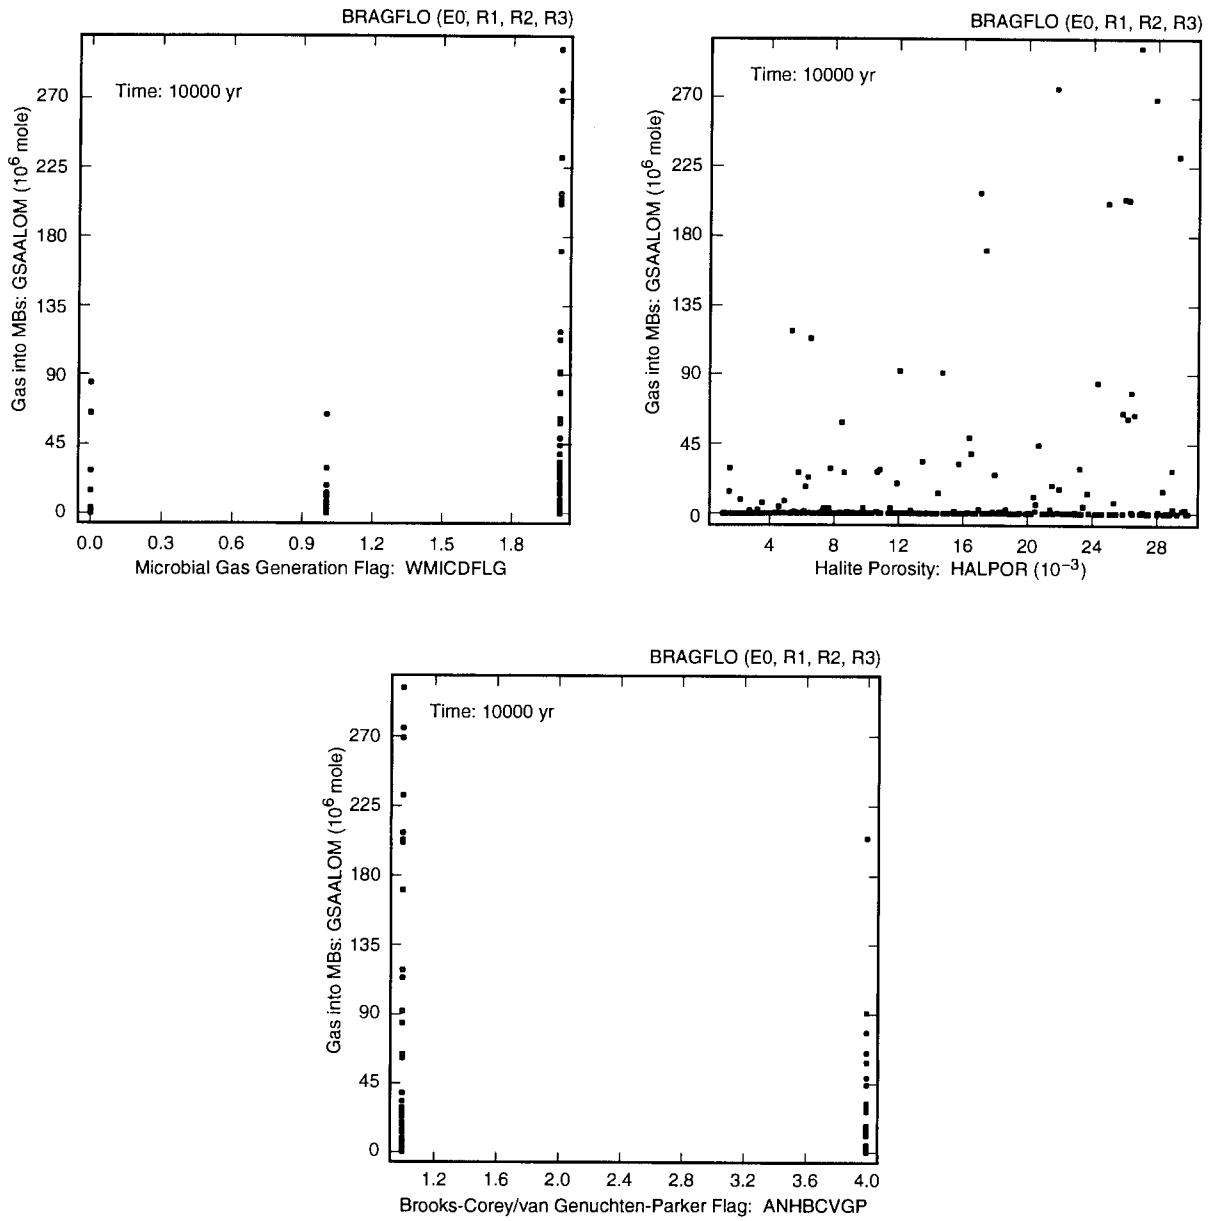 BRAGFLO (E0, R1, R2, R3)
Time: 10000 yr
Gas into MBs: GSAALOM (10⁶ mole)
270
225
180
135
90
45
0
0.0 0.3 0.6 0.9 1.2 1.5 1.8
Microbial Gas Generation Flag: WMICDFLG
BRAGFLO (E0, R1, R2, R3)
Time: 10000 yr
Gas into MBs: GSAALOM (10⁶ mole)
270
225
180
135
90
45
0
4 8 12 16 20 24 28
Halite Porosity: HALPOR (10⁻³)
BRAGFLO (E0, R1, R2, R3)
Time: 10000 yr
Gas into MBs: GSAALOM (10⁶ mole)
270
225
180
135
90
45
0
1.2 1.6 2.0 2.4 2.8 3.2 3.6 4.0
Brooks-Corey/van Genuchten-Parker Flag: ANHBCVGP